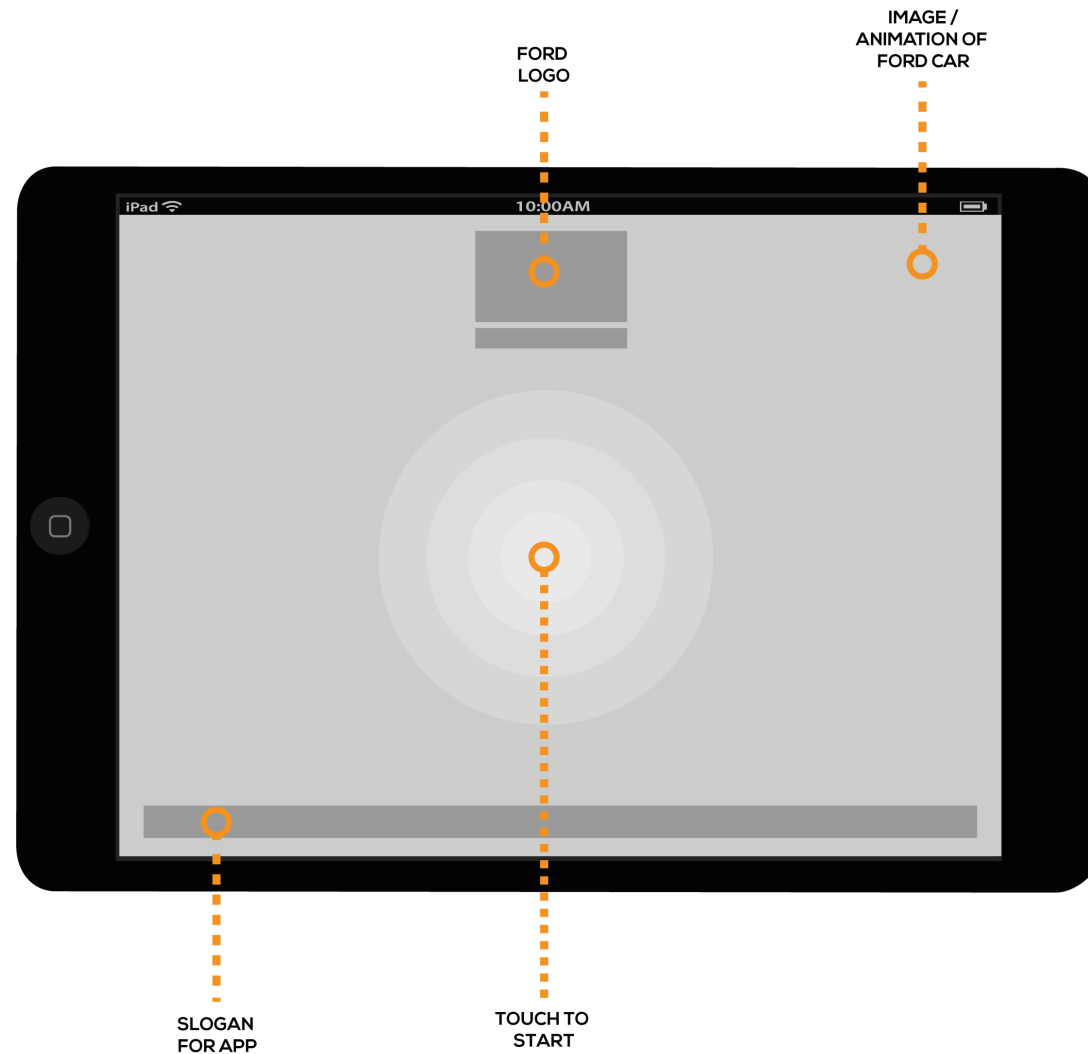 IMAGE /
ANIMATION OF
FORD CAR
FORD
LOGO
iPad 10:00AM
SLOGAN
FOR APP
TOUCH TO
START